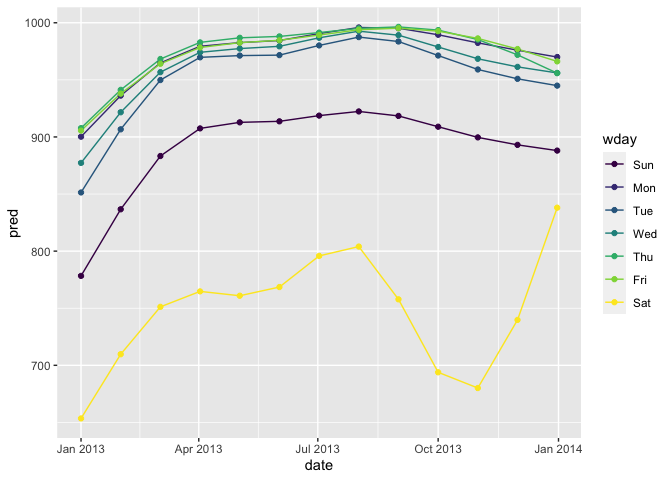 1000
900
800
700
pred
Jan 2013
Apr 2013
Jul 2013
Oct 2013
Jan 2014
date
wday
Sun
Mon
Tue
Wed
Thu
Fri
Sat